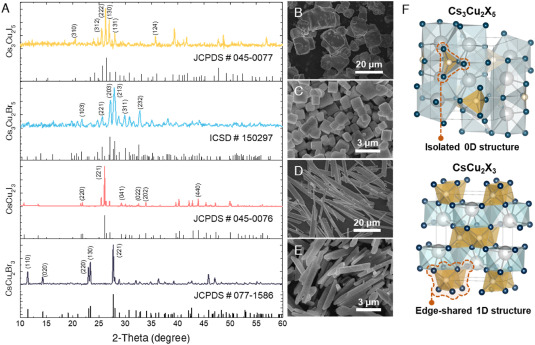 A
Cs₃Cu₂I₅
(310)
(312)
(222)
(130)
(131)
(124)
JCPDS # 045-0077
Cs₃Cu₂Br₅
(103)
(221)
(203)
(213)
(311)
(232)
ICSD # 150297
CsCu₂I₃
(220)
(221)
(041)
(022)
(202)
(440)
JCPDS # 045-0076
CsCu₂Br₃
(110)
(020)
(220)
(130)
(221)
JCPDS # 077-1586
10 15 20 25 30 35 40 45 50 55 60
2-Theta (degree)
B
20 μm
C
3 μm
D
20 μm
E
3 μm
F
Cs3Cu2X5
Isolated 0D structure
CsCu2X3
Edge-shared 1D structure